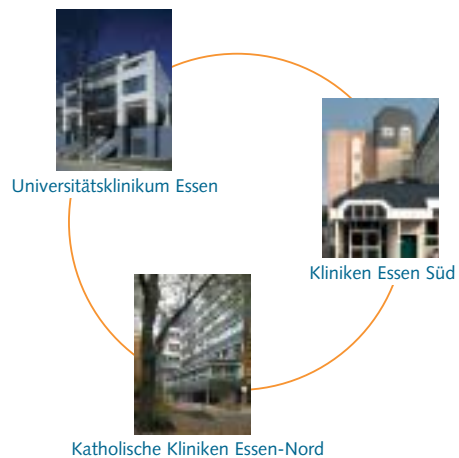 Universitätsklinikum Essen
Kliniken Essen Süd
Katholische Kliniken Essen-Nord